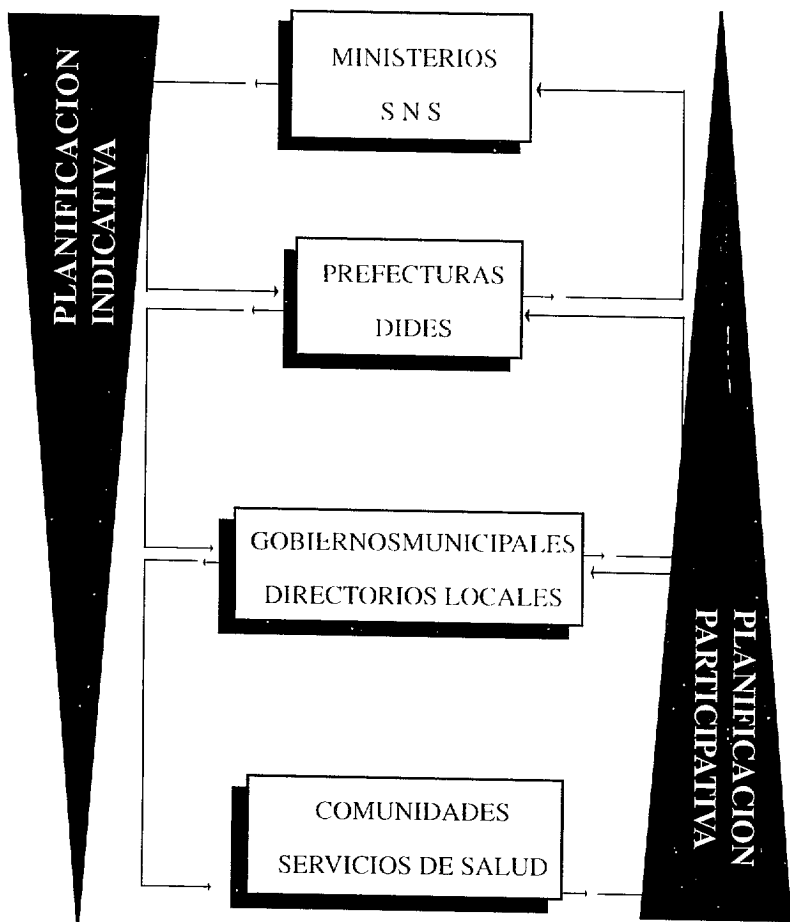 PLANIFICACION
INDICATIVA
MINISTERIOS
S N S
PREFECTURAS
DIDES
GOBIERNOSMUNICIPALES
DIRECTORIOS LOCALES
COMUNIDADES
SERVICIOS DE SALUD
PLANIFICACION
PARTICIPATIVA